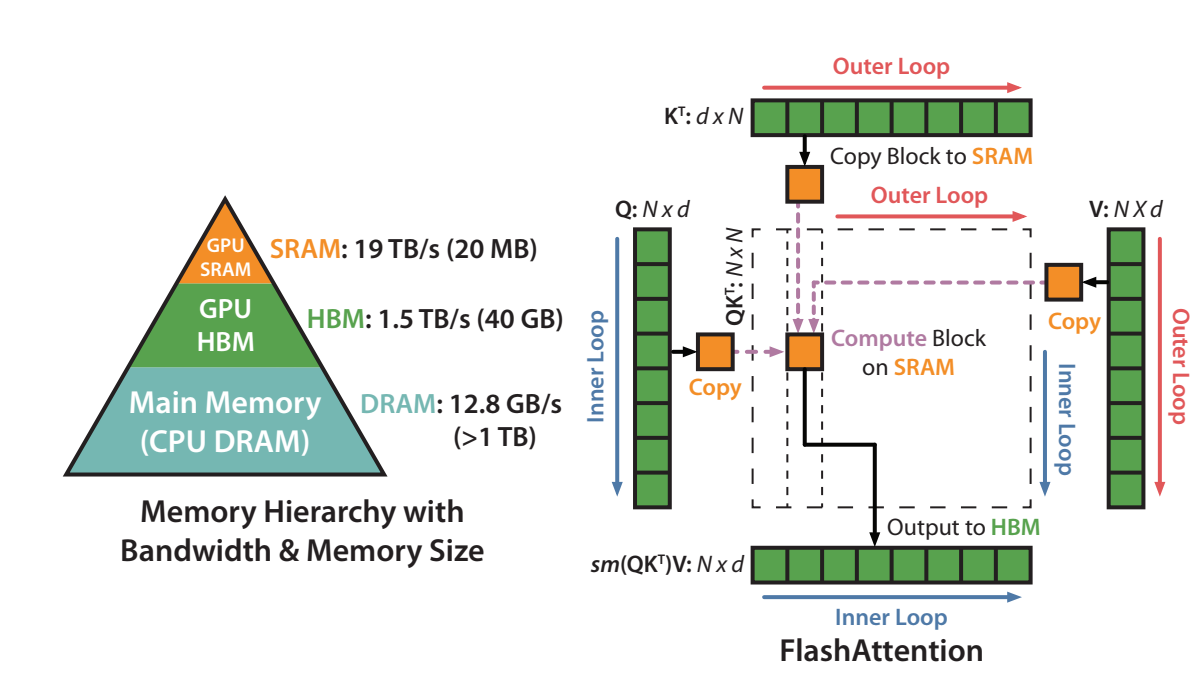 GPU
SRAM
SRAM: 19 TB/s (20 MB)
GPU
HBM
HBM: 1.5 TB/s (40 GB)
Main Memory
(CPU DRAM)
DRAM: 12.8 GB/s
(>1 TB)
Memory Hierarchy with
Bandwidth & Memory Size
Outer Loop
Kᵀ: d x N
Copy Block to SRAM
Outer Loop
Q: N x d
V: N X d
QKᵀ: N x N
Copy
Inner Loop
Compute Block
on SRAM
Copy
Outer Loop
Inner Loop
Output to HBM
sm(QKᵀ)V: N x d
Inner Loop
FlashAttention